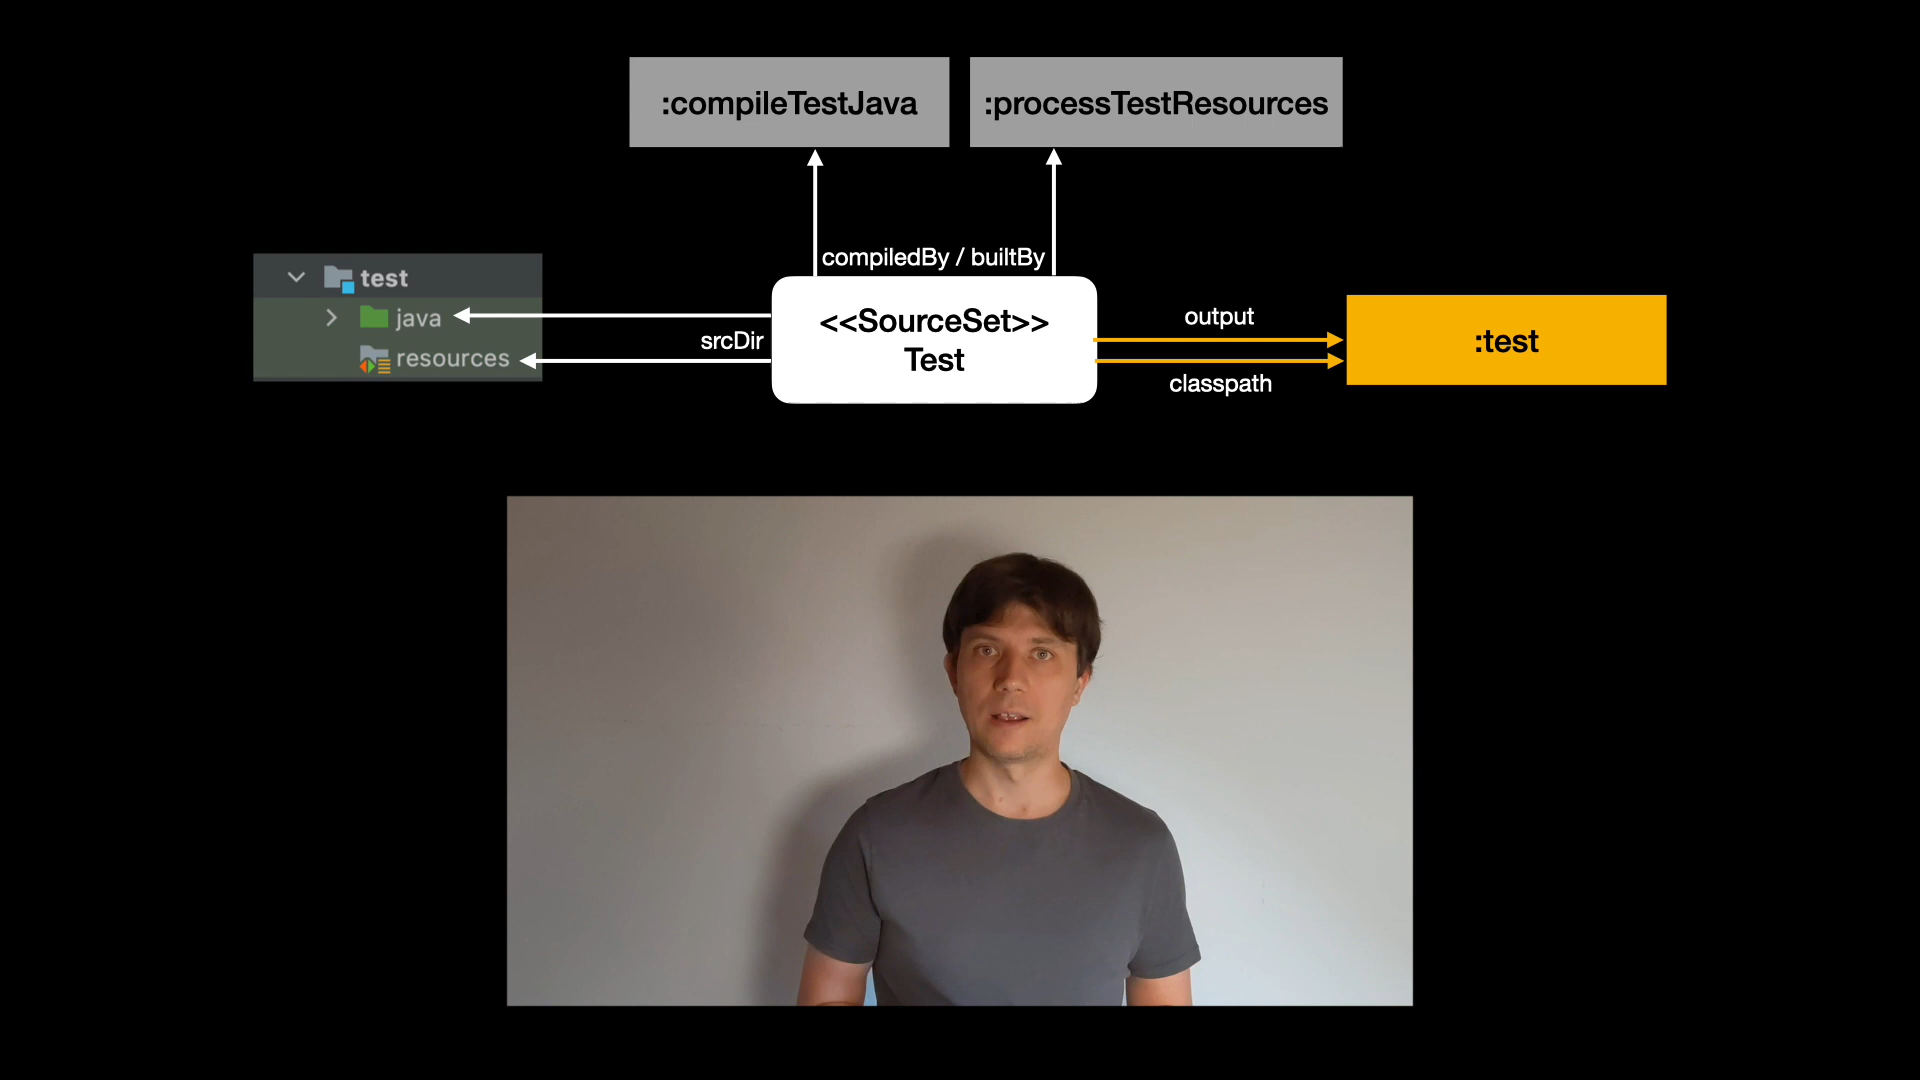 :compileTestJava
:processTestResources
compiledBy / builtBy
test
java
resources
srcDir
<<SourceSet>>
Test
output
classpath
:test